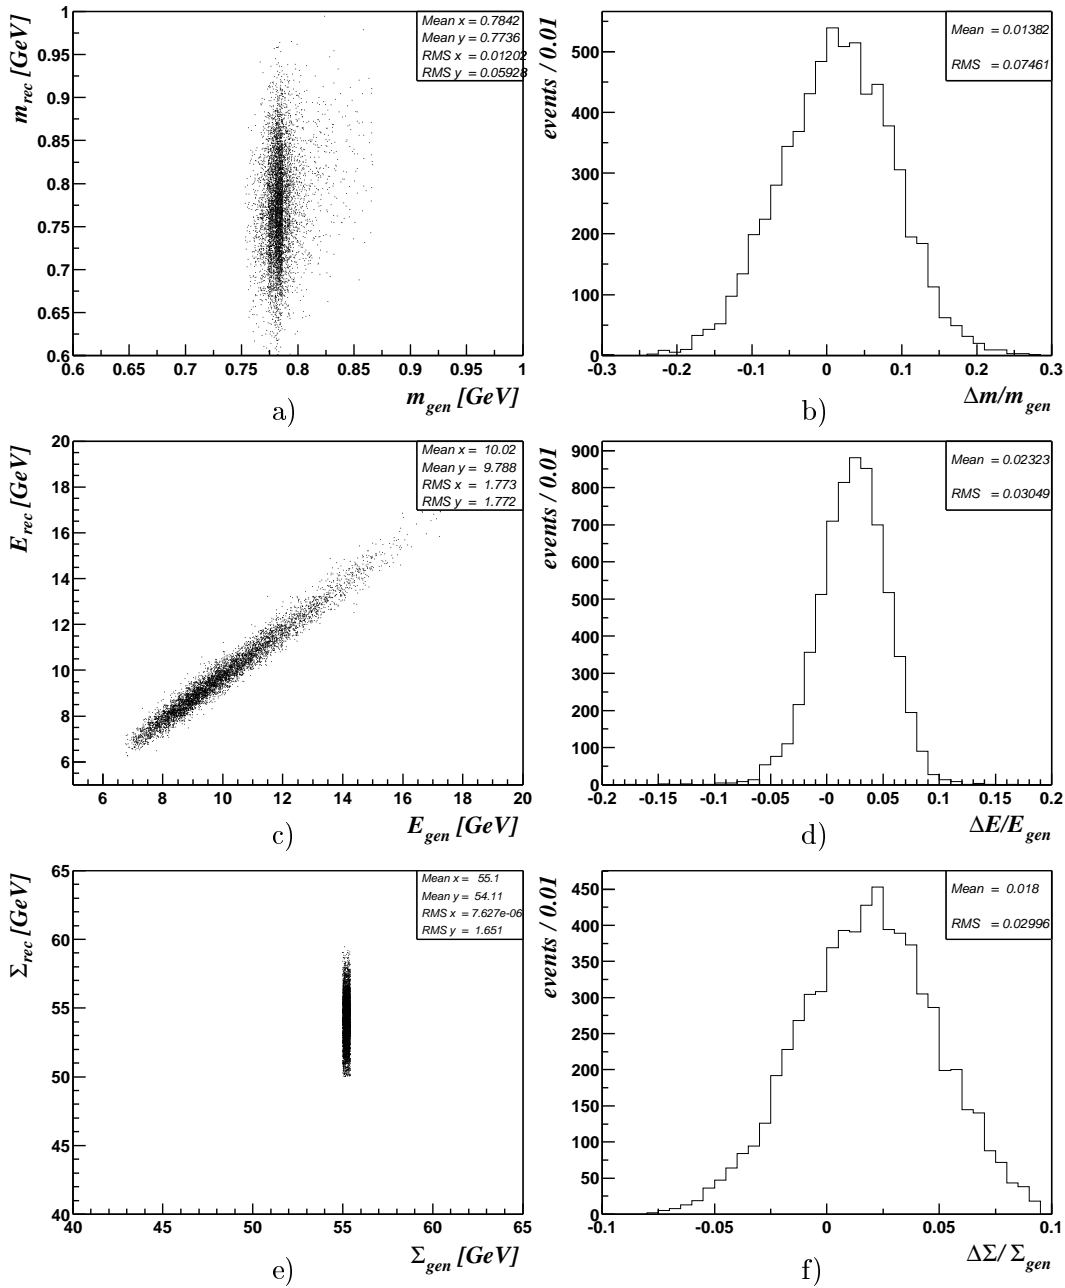 m_rec [GeV]
1
0.95
0.9
0.85
0.8
0.75
0.7
0.65
0.6
0.6 0.65 0.7 0.75 0.8 0.85 0.9 0.95 1
m_gen [GeV]
Mean x = 0.7842
Mean y = 0.7736
RMS x = 0.01202
RMS y = 0.05928
a)
events / 0.01
500
400
300
200
100
0
-0.3 -0.2 -0.1 0 0.1 0.2 0.3
Δm/m_gen
Mean = 0.01382
RMS = 0.07461
b)
E_rec [GeV]
20
18
16
14
12
10
8
6
6 8 10 12 14 16 18 20
E_gen [GeV]
Mean x = 10.02
Mean y = 9.788
RMS x = 1.773
RMS y = 1.772
c)
events / 0.01
900
800
700
600
500
400
300
200
100
0
-0.2 -0.15 -0.1 -0.05 -0 0.05 0.1 0.15 0.2
ΔE/E_gen
Mean = 0.02323
RMS = 0.03049
d)
Σ_rec [GeV]
65
60
55
50
45
40
40 45 50 55 60 65
Σ_gen [GeV]
Mean x = 55.1
Mean y = 54.11
RMS x = 7.627e-06
RMS y = 1.651
e)
events / 0.01
450
400
350
300
250
200
150
100
50
0
-0.1 -0.05 0 0.05 0.1
ΔΣ/Σ_gen
Mean = 0.018
RMS = 0.02996
f)